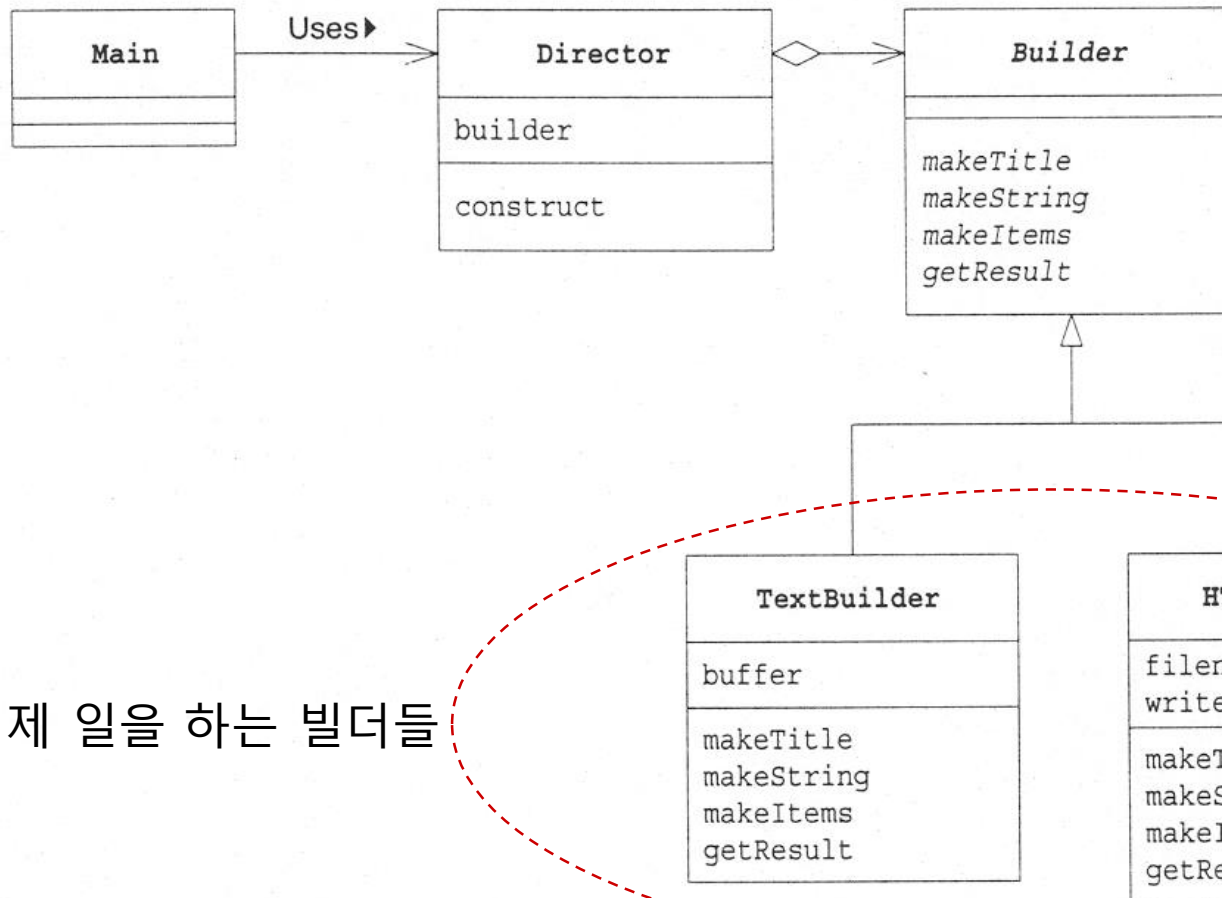 Uses
Main
Director
Builder
builder
construct
makeTitle
makeString
makeItems
getResult
TextBuilder
buffer
makeTitle
makeString
makeItems
getResult
제 일을 하는 빌더들